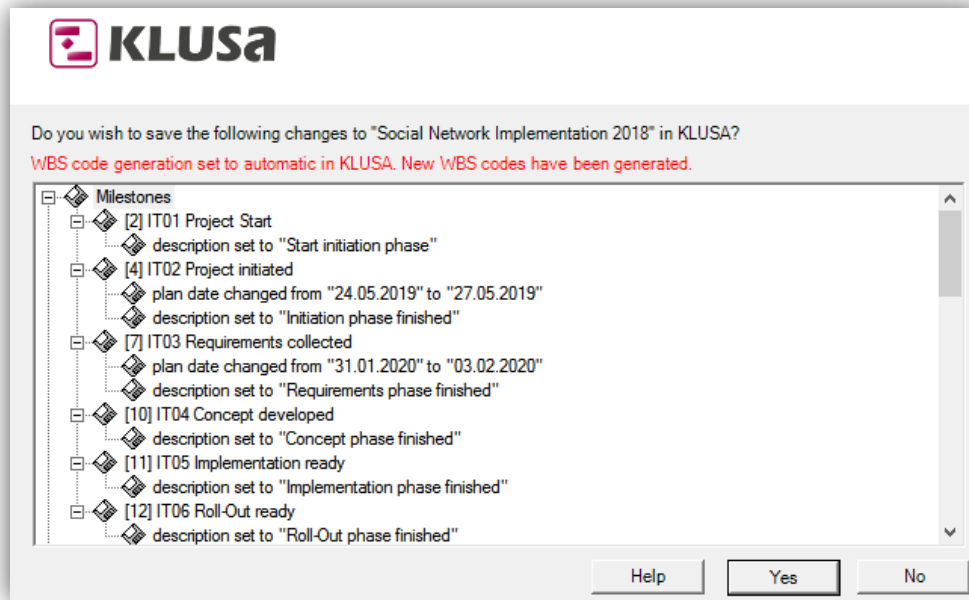 KLUSa
Do you wish to save the following changes to "Social Network Implementation 2018" in KLUSA?
WBS code generation set to automatic in KLUSA. New WBS codes have been generated.
Milestones
[2] IT01 Project Start
description set to "Start initiation phase"
[4] IT02 Project initiated
plan date changed from "24.05.2019" to "27.05.2019"
description set to "Initiation phase finished"
[7] IT03 Requirements collected
plan date changed from "31.01.2020" to "03.02.2020"
description set to "Requirements phase finished"
[10] IT04 Concept developed
description set to "Concept phase finished"
[11] IT05 Implementation ready
description set to "Implementation phase finished"
[12] IT06 Roll-Out ready
description set to "Roll-Out phase finished"
Help Yes No